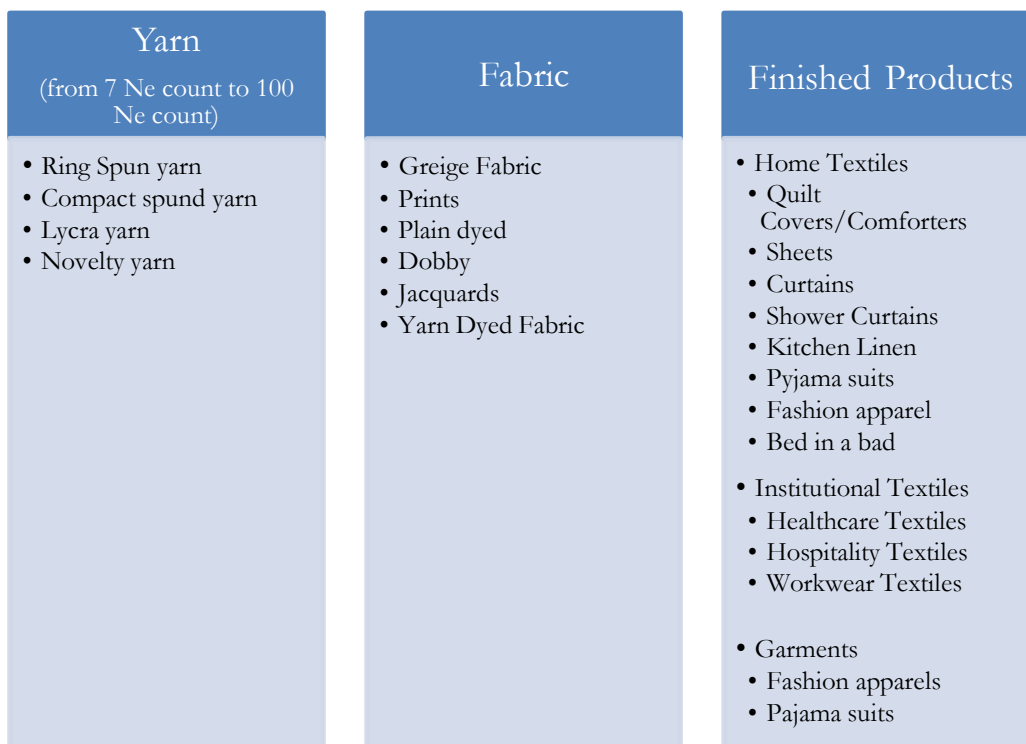 Yarn
(from 7 Ne count to 100
Ne count)
• Ring Spun yarn
• Compact spund yarn
• Lycra yarn
• Novelty yarn
Fabric
• Greige Fabric
• Prints
• Plain dyed
• Dobby
• Jacquards
• Yarn Dyed Fabric
Finished Products
• Home Textiles
• Quilt
Covers/Comforters
• Sheets
• Curtains
• Shower Curtains
• Kitchen Linen
• Pyjama suits
• Fashion apparel
• Bed in a bad
• Institutional Textiles
• Healthcare Textiles
• Hospitality Textiles
• Workwear Textiles
• Garments
• Fashion apparels
• Pajama suits